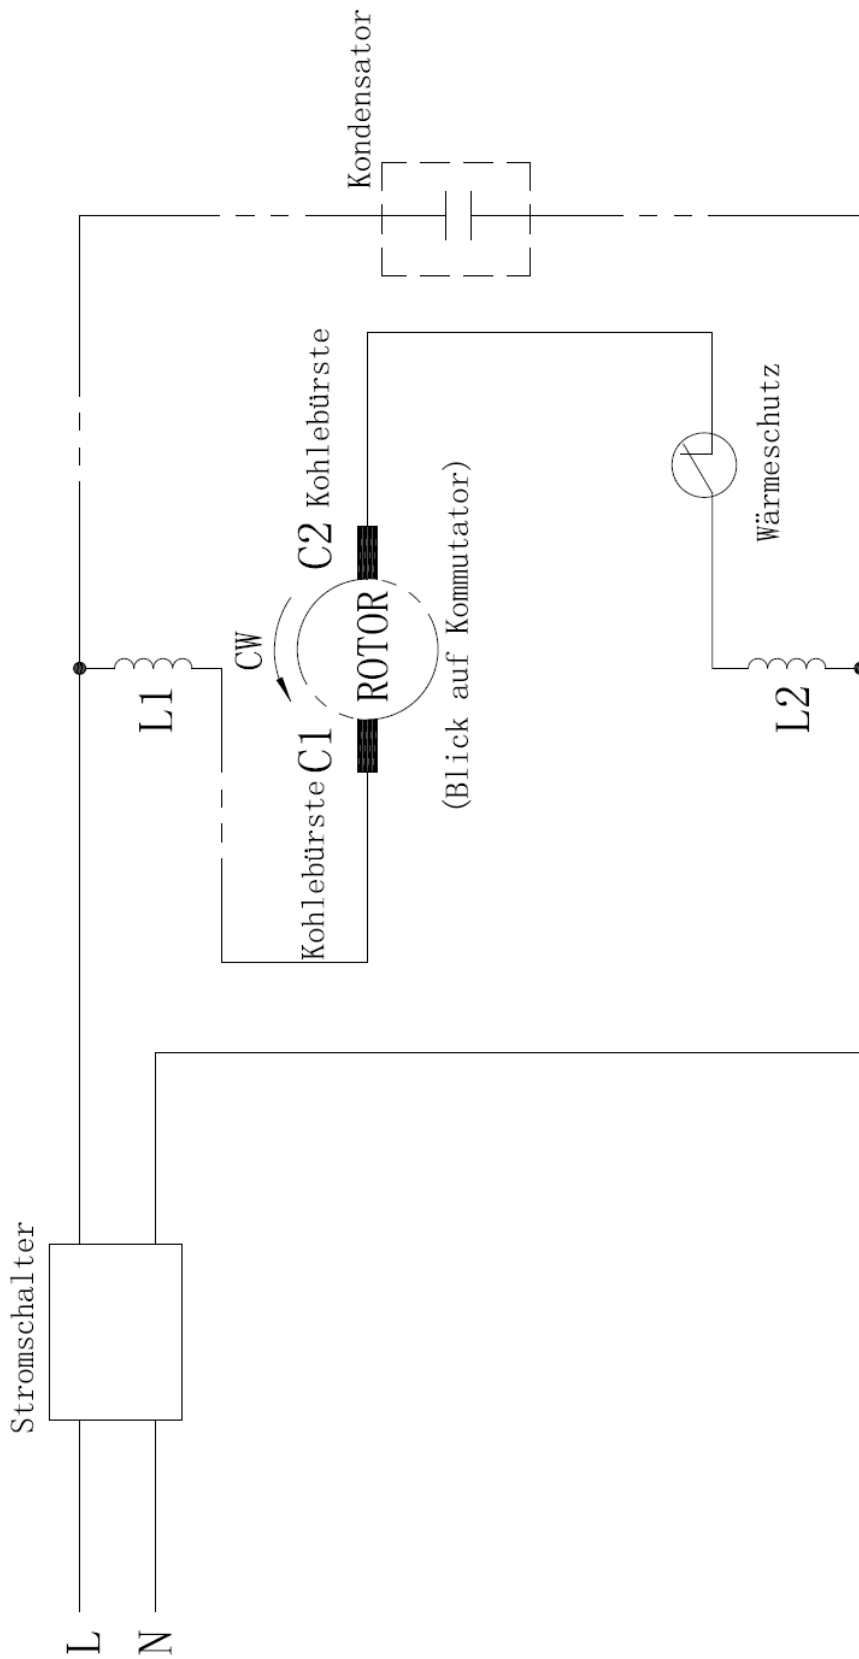 L
N
Stromschalter
L1
Kohlebürste
C1
CW
ROTOR
C2
Kohlebürste
(Blick auf Kommutator)
Kondensator
Wärmeschutz
L2